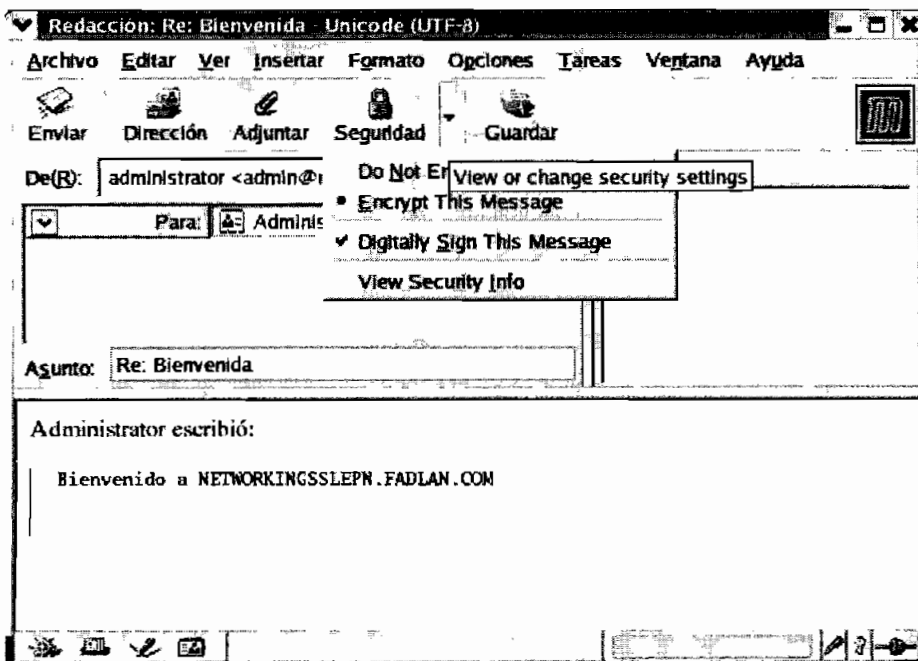 Redacción: Re: Bienvenida - Unicode (UTF-8)
Archivo Editar Ver Insertar Formato Opciones Tareas Ventana Ayuda
Enviar Dirección Adjuntar Seguridad Guardar
De(R): administrator <admin@
Do Not
View or change security settings
Encrypt This Message
Para: Adminis
Digitally Sign This Message
View Security Info
Asunto: Re: Bienvenida
Administrator escribió:
Bienvenido a NETWORKINGSSLEPN.FADLAN.COM